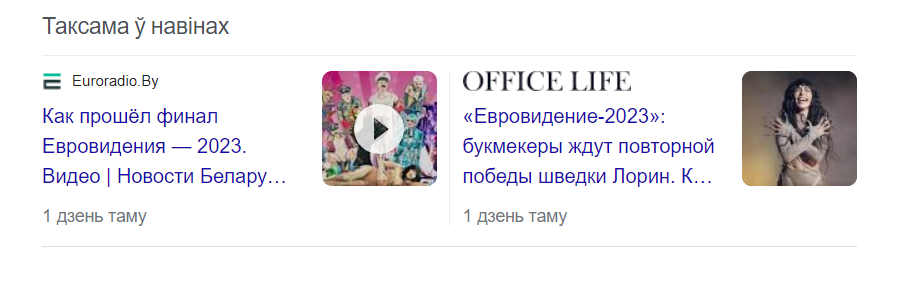 Таксама ў навінах
Euroradio.By
Как прошёл финал
Евровидения — 2023.
Видео | Новости Белару...
1 дзень таму
OFFICE LIFE
«Евровидение-2023»:
букмекеры ждут повторной
победы шведки Лорин. К...
1 дзень таму